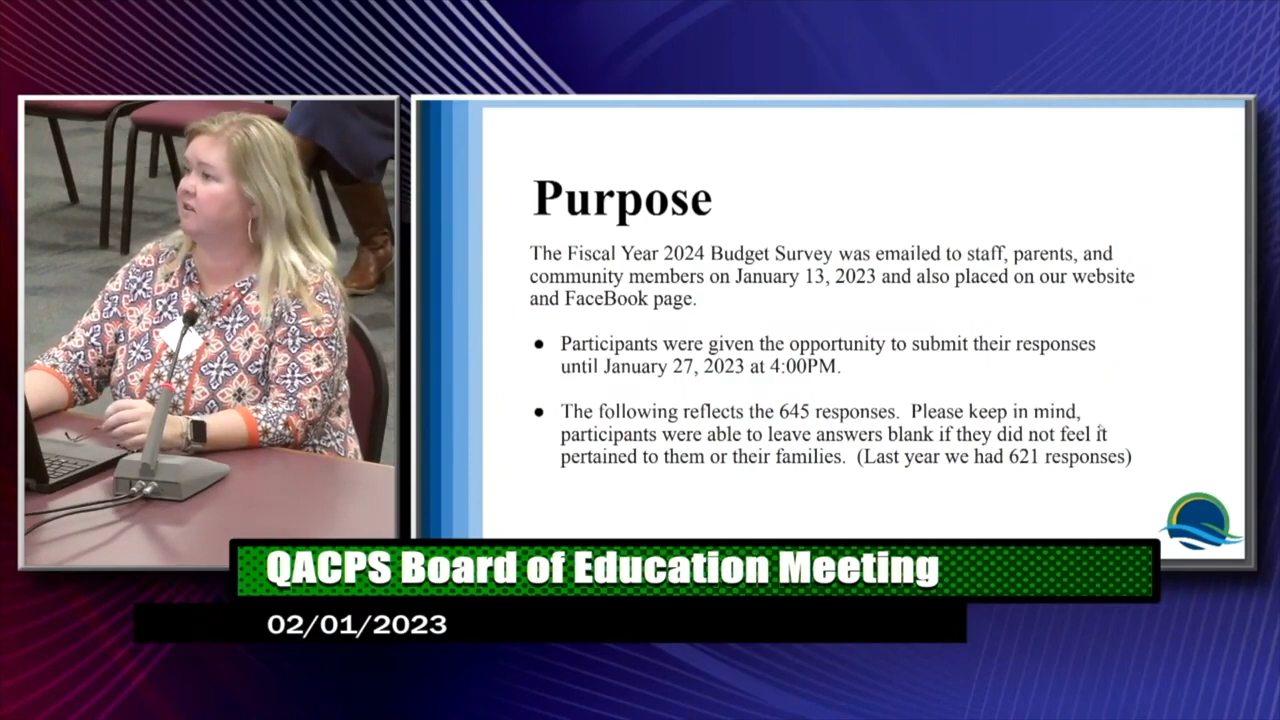 Purpose
The Fiscal Year 2024 Budget Survey was emailed to staff, parents, and
community members on January 13, 2023 and also placed on our website
and FaceBook page.
● Participants were given the opportunity to submit their responses
until January 27, 2023 at 4:00PM.
● The following reflects the 645 responses. Please keep in mind,
participants were able to leave answers blank if they did not feel it
pertained to them or their families. (Last year we had 621 responses)
QACPS Board of Education Meeting
02/01/2023